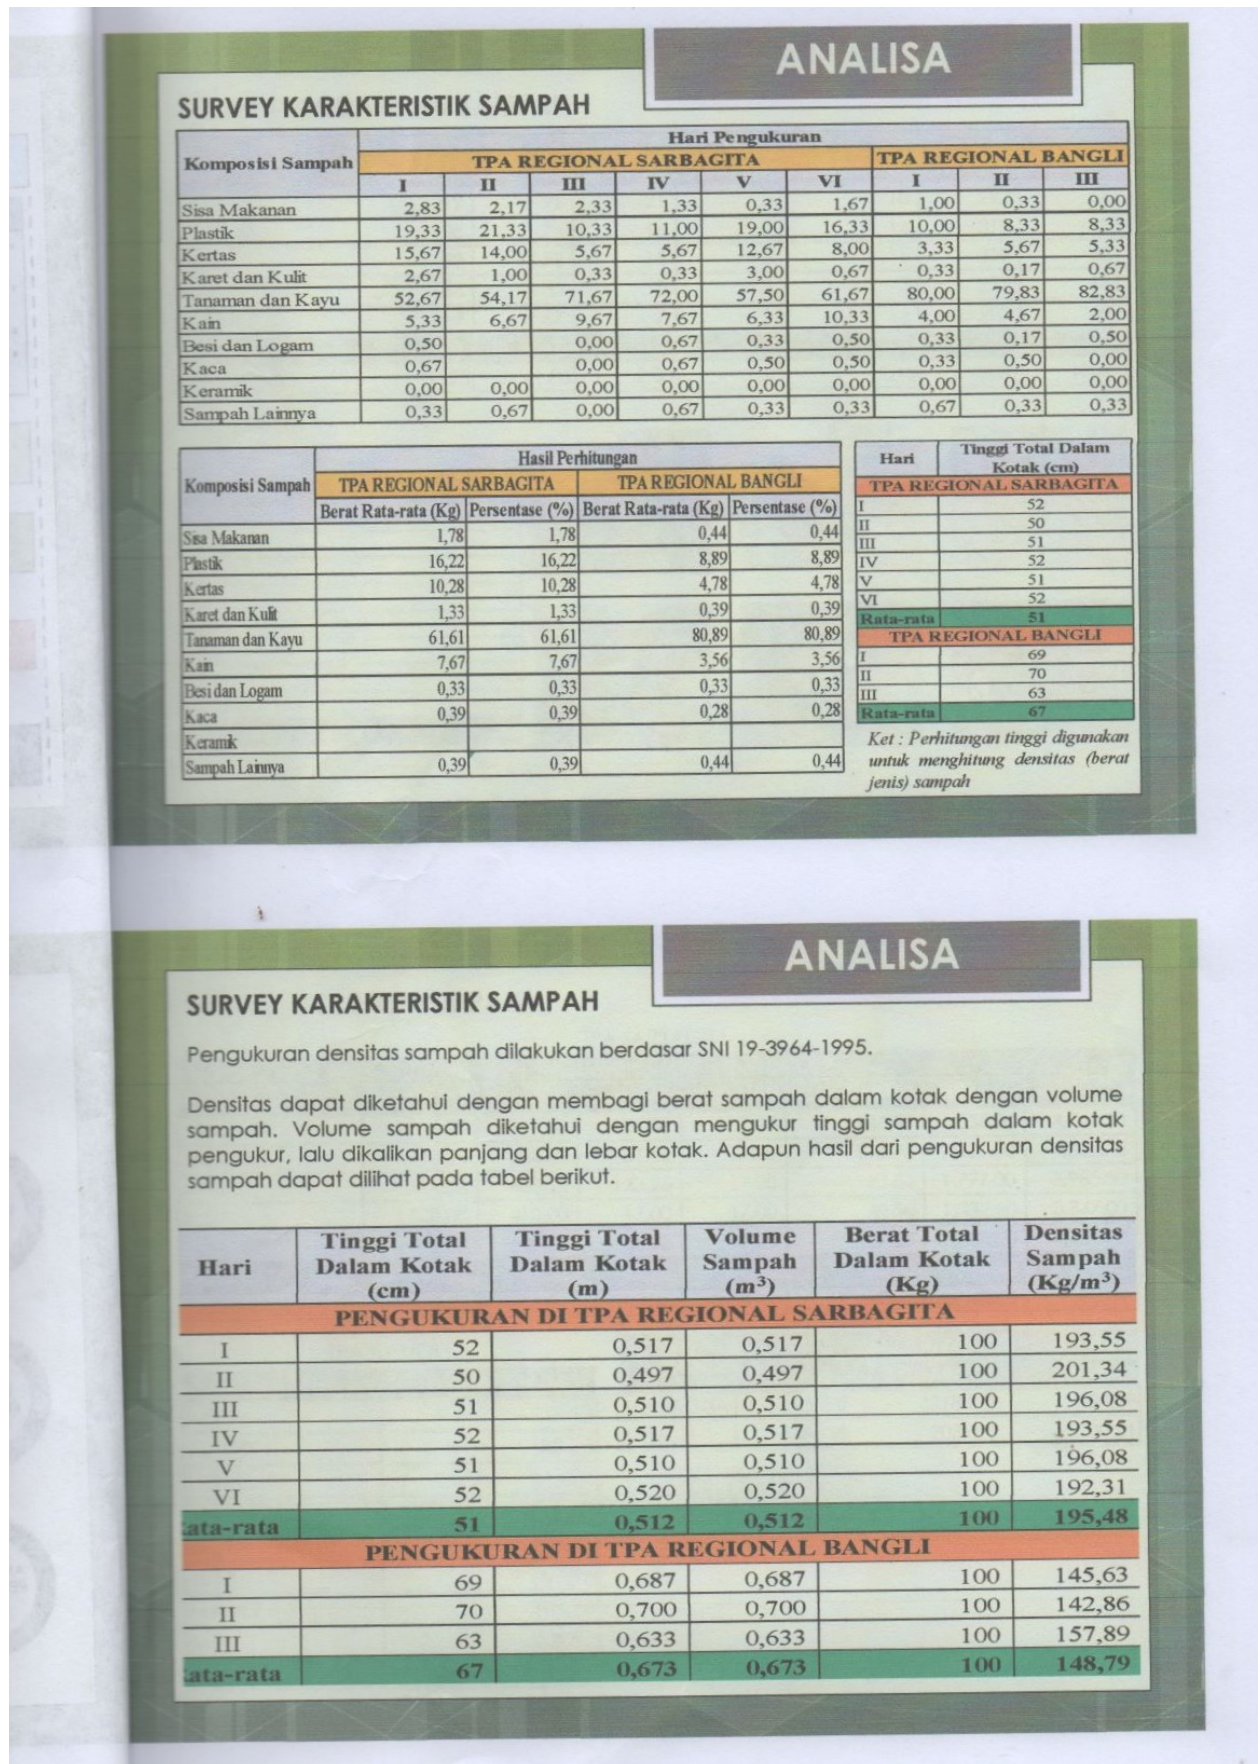 ANALISA
SURVEY KARAKTERISTIK SAMPAH
Komposisi Sampah Hari Pengukuran
TPA REGIONAL SARBAGITA TPA REGIONAL BANGLI
I II III IV V VI I II III
Sisa Makanan 2,83 2,17 2,33 1,33 0,33 1,67 1,00 0,33 0,00
Plastik 19,33 21,33 10,33 11,00 19,00 16,33 10,00 8,33 8,33
Kertas 15,67 14,00 5,67 5,67 12,67 8,00 3,33 5,67 5,33
Karet dan Kulit 2,67 1,00 0,33 0,33 3,00 0,67 0,33 0,17 0,67
Tanaman dan Kayu 52,67 54,17 71,67 72,00 57,50 61,67 80,00 79,83 82,83
Kain 5,33 6,67 9,67 7,67 6,33 10,33 4,00 4,67 2,00
Besi dan Logam 0,50 0,00 0,67 0,33 0,50 0,33 0,17 0,50
Kaca 0,67 0,00 0,67 0,50 0,50 0,33 0,50 0,00
Keramik 0,00 0,00 0,00 0,00 0,00 0,00 0,00 0,00 0,00
Sampah Lainnya 0,33 0,67 0,00 0,67 0,33 0,33 0,67 0,33 0,33
Komposisi Sampah Hasil Perhitungan
TPA REGIONAL SARBAGITA TPA REGIONAL BANGLI
Berat Rata-rata (Kg) Persentase (%) Berat Rata-rata (Kg) Persentase (%)
Sisa Makanan 1,78 1,78 0,44 0,44
Plastik 16,22 16,22 8,89 8,89
Kertas 10,28 10,28 4,78 4,78
Karet dan Kulit 1,33 1,33 0,39 0,39
Tanaman dan Kayu 61,61 61,61 80,89 80,89
Kain 7,67 7,67 3,56 3,56
Besi dan Logam 0,33 0,33 0,33 0,33
Kaca 0,39 0,39 0,28 0,28
Keramik
Sampah Lainnya 0,39 0,39 0,44 0,44
Hari Tinggi Total Dalam
Kotak (cm)
TPA REGIONAL SARBAGITA
I 52
II 50
III 51
IV 52
V 51
VI 52
Rata-rata 51
TPA REGIONAL BANGLI
I 69
II 70
III 63
Rata-rata 67
Ket : Perhitungan tinggi digunakan
untuk menghitung densitas (berat
jenis) sampah
ANALISA
SURVEY KARAKTERISTIK SAMPAH
Pengukuran densitas sampah dilakukan berdasar SNI 19-3964-1995.
Densitas dapat diketahui dengan membagi berat sampah dalam kotak dengan volume
sampah. Volume sampah diketahui dengan mengukur tinggi sampah dalam kotak
pengukur, lalu dikalikan panjang dan lebar kotak. Adapun hasil dari pengukuran densitas
sampah dapat dilihat pada tabel berikut.
Hari Tinggi Total Dalam Kotak (cm) Tinggi Total Dalam Kotak (m) Volume Sampah (m³) Berat Total Dalam Kotak (Kg) Densitas Sampah (Kg/m³)
PENGUKURAN DI TPA REGIONAL SARBAGITA
I 52 0,517 0,517 100 193,55
II 50 0,497 0,497 100 201,34
III 51 0,510 0,510 100 196,08
IV 52 0,517 0,517 100 193,55
V 51 0,510 0,510 100 196,08
VI 52 0,520 0,520 100 192,31
ata-rata 51 0,512 0,512 100 195,48
PENGUKURAN DI TPA REGIONAL BANGLI
I 69 0,687 0,687 100 145,63
II 70 0,700 0,700 100 142,86
III 63 0,633 0,633 100 157,89
ata-rata 67 0,673 0,673 100 148,79